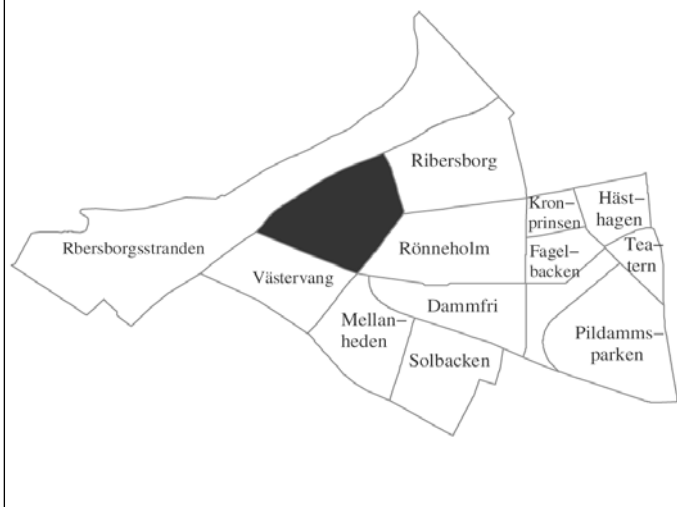 Ribersborg
Kron–
prinsen
Häst–
hagen
Rbersborgsstranden
Rönneholm
Fagel–
backen
Tea–
tern
Västervang
Mellan–
heden
Dammfri
Solbacken
Pildamms–
parken